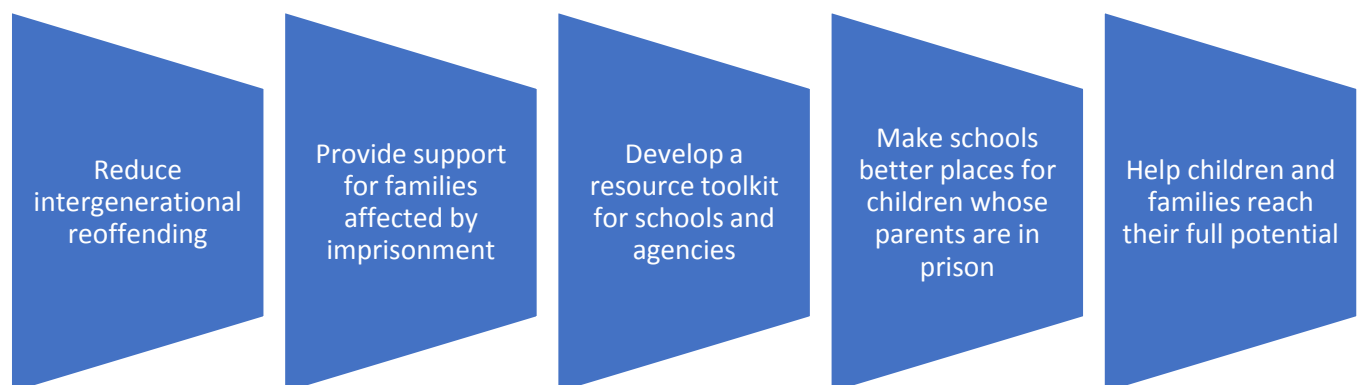 Reduce
intergenerational
reoffending
Provide support
for families
affected by
imprisonment
Develop a
resource toolkit
for schools and
agencies
Make schools
better places for
children whose
parents are in
prison
Help children and
families reach
their full potential